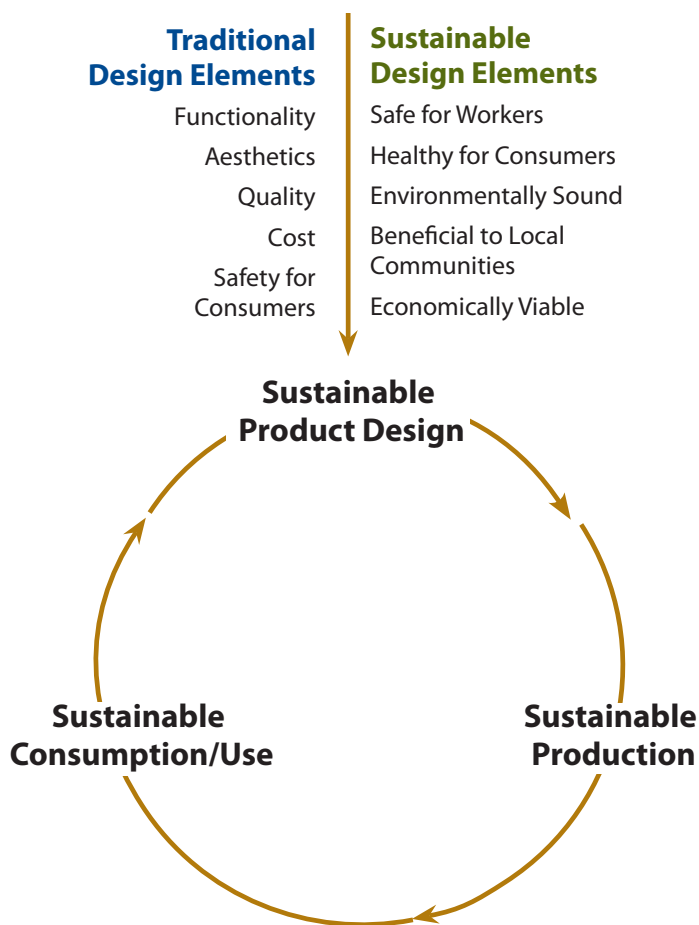 Traditional
Design Elements
Functionality
Aesthetics
Quality
Cost
Safety for
Consumers
Sustainable
Design Elements
Safe for Workers
Healthy for Consumers
Environmentally Sound
Beneficial to Local
Communities
Economically Viable
Sustainable
Product Design
Sustainable
Consumption/Use
Sustainable
Production